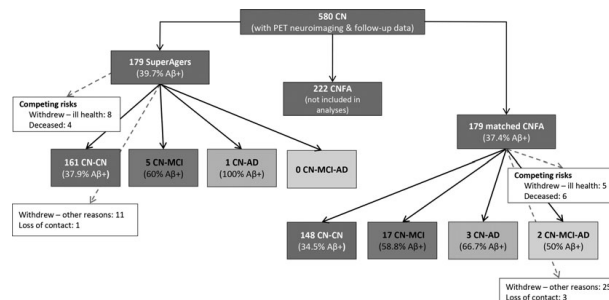 580 CN
(with PET neuroimaging & follow-up data)
179 SuperAgers
(39.7% Aβ+)
222 CNFA
(not included in
analyses)
179 matched CNFA
(37.4% Aβ+)
Competing risks
Withdrew – ill health: 8
Deceased: 4
161 CN-CN
(37.9% Aβ+)
5 CN-MCI
(60% Aβ+)
1 CN-AD
(100% Aβ+)
0 CN-MCI-AD
Withdrew – other reasons: 11
Loss of contact: 1
Competing risks
Withdrew – ill health: 5
Deceased: 6
148 CN-CN
(34.5% Aβ+)
17 CN-MCI
(58.8% Aβ+)
3 CN-AD
(66.7% Aβ+)
2 CN-MCI-AD
(50% Aβ+)
Withdrew – other reasons:
Loss of contact: 3